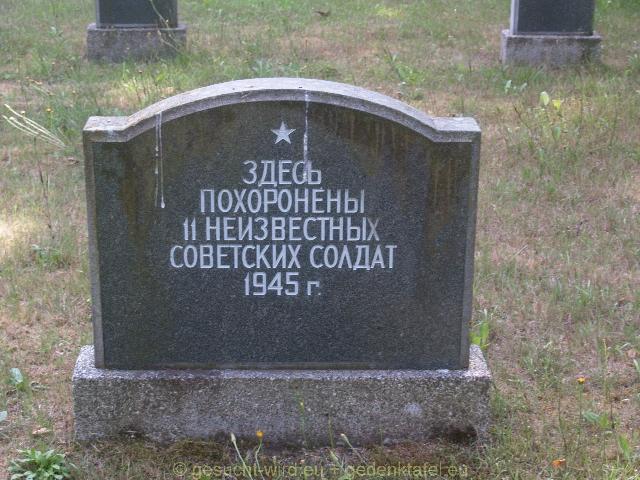 ЗДЕСЬ
ПОХОРОНЕНЫ
11 НЕИЗВЕСТНЫХ
СОВЕТСКИХ СОЛДАТ
1945 г.
© gesucht-wird.eu + gedenktafel.eu